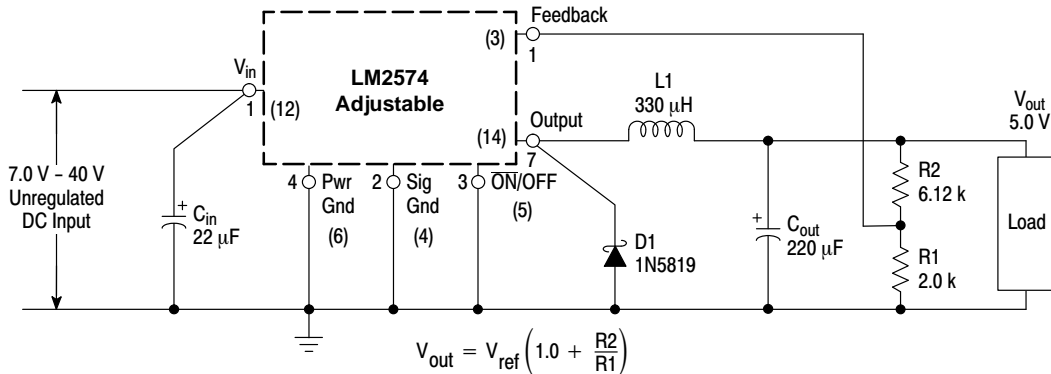 Feedback
(3)
1
V_in
LM2574
Adjustable
1
(12)
L1
330 μH
Output
(14)
7
V_out
5.0 V
7.0 V – 40 V
Unregulated
DC Input
4 Pwr
Gnd
(6)
2 Sig
Gnd
(4)
3 O̅N̅/OFF
(5)
+
C_in
22 μF
D1
1N5819
+
C_out
220 μF
R2
6.12 k
R1
2.0 k
Load
V_out = V_ref (1.0 + R2/R1)